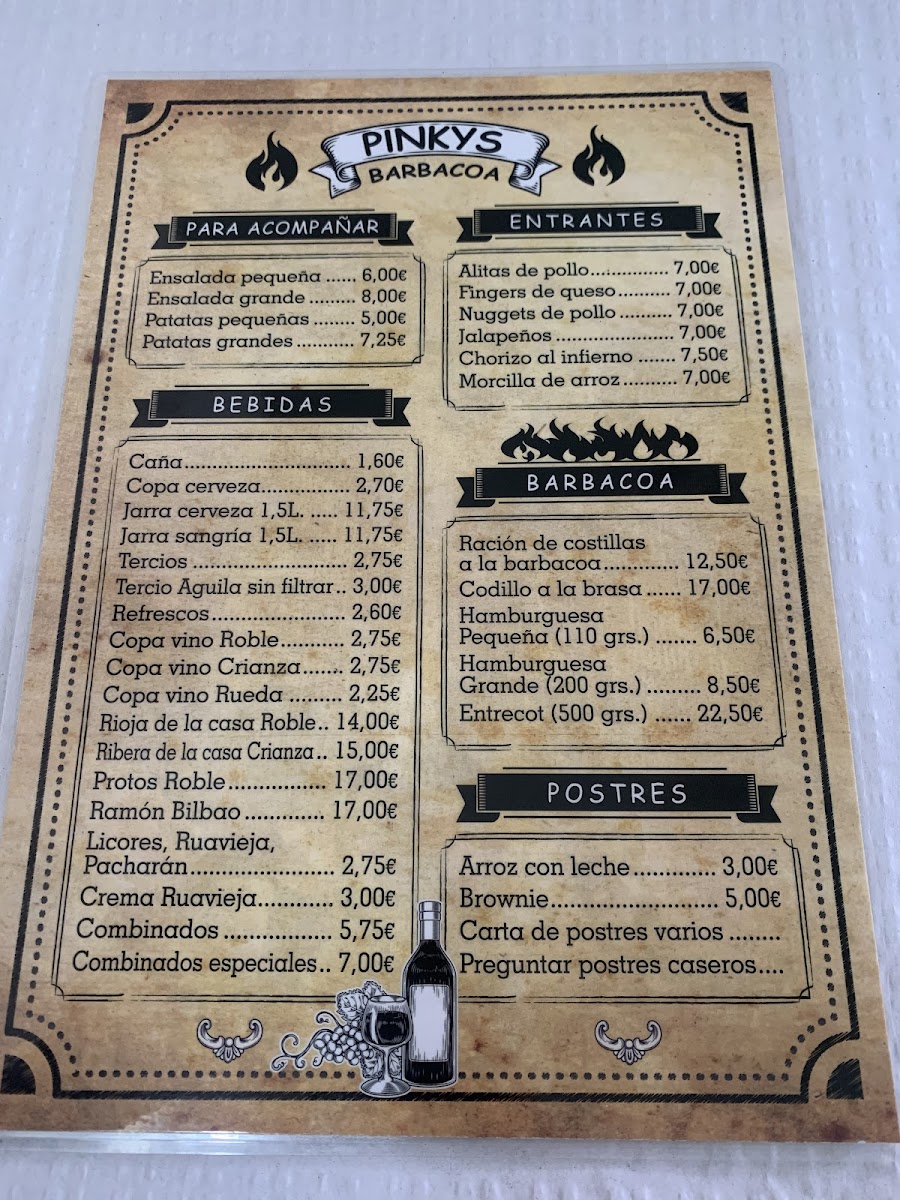 PINKYS
BARBACOA
PARA ACOMPAÑAR
Ensalada pequeña ...... 6,00€
Ensalada grande ......... 8,00€
Patatas pequeñas ........ 5,00€
Patatas grandes ........... 7,25€
BEBIDAS
Caña ............................... 1,60€
Copa cerveza................. 2,70€
Jarra cerveza 1,5L. ..... 11,75€
Jarra sangría 1,5L. ..... 11,75€
Tercios ............................ 2,75€
Tercio Aguila sin filtrar.. 3,00€
Refrescos ........................ 2,60€
Copa vino Roble............ 2,75€
Copa vino Crianza....... 2,75€
Copa vino Rueda ......... 2,25€
Rioja de la casa Roble.. 14,00€
Ribera de la casa Crianza.. 15,00€
Protos Roble................. 17,00€
Ramón Bilbao ............. 17,00€
Licores, Ruavieja,
Pacharán........................ 2,75€
Crema Ruavieja............ 3,00€
Combinados ................. 5,75€
Combinados especiales.. 7,00€
ENTRANTES
Alitas de pollo............... 7,00€
Fingers de queso.......... 7,00€
Nuggets de pollo .......... 7,00€
Jalapeños ...................... 7,00€
Chorizo al infierno ....... 7,50€
Morcilla de arroz .......... 7,00€
BARBACOA
Ración de costillas
a la barbacoa............. 12,50€
Codillo a la brasa ...... 17,00€
Hamburguesa
Pequeña (110 grs.) ....... 6,50€
Hamburguesa
Grande (200 grs.) ......... 8,50€
Entrecot (500 grs.) ...... 22,50€
POSTRES
Arroz con leche ............. 3,00€
Brownie.......................... 5,00€
Carta de postres varios ........
Preguntar postres caseros....